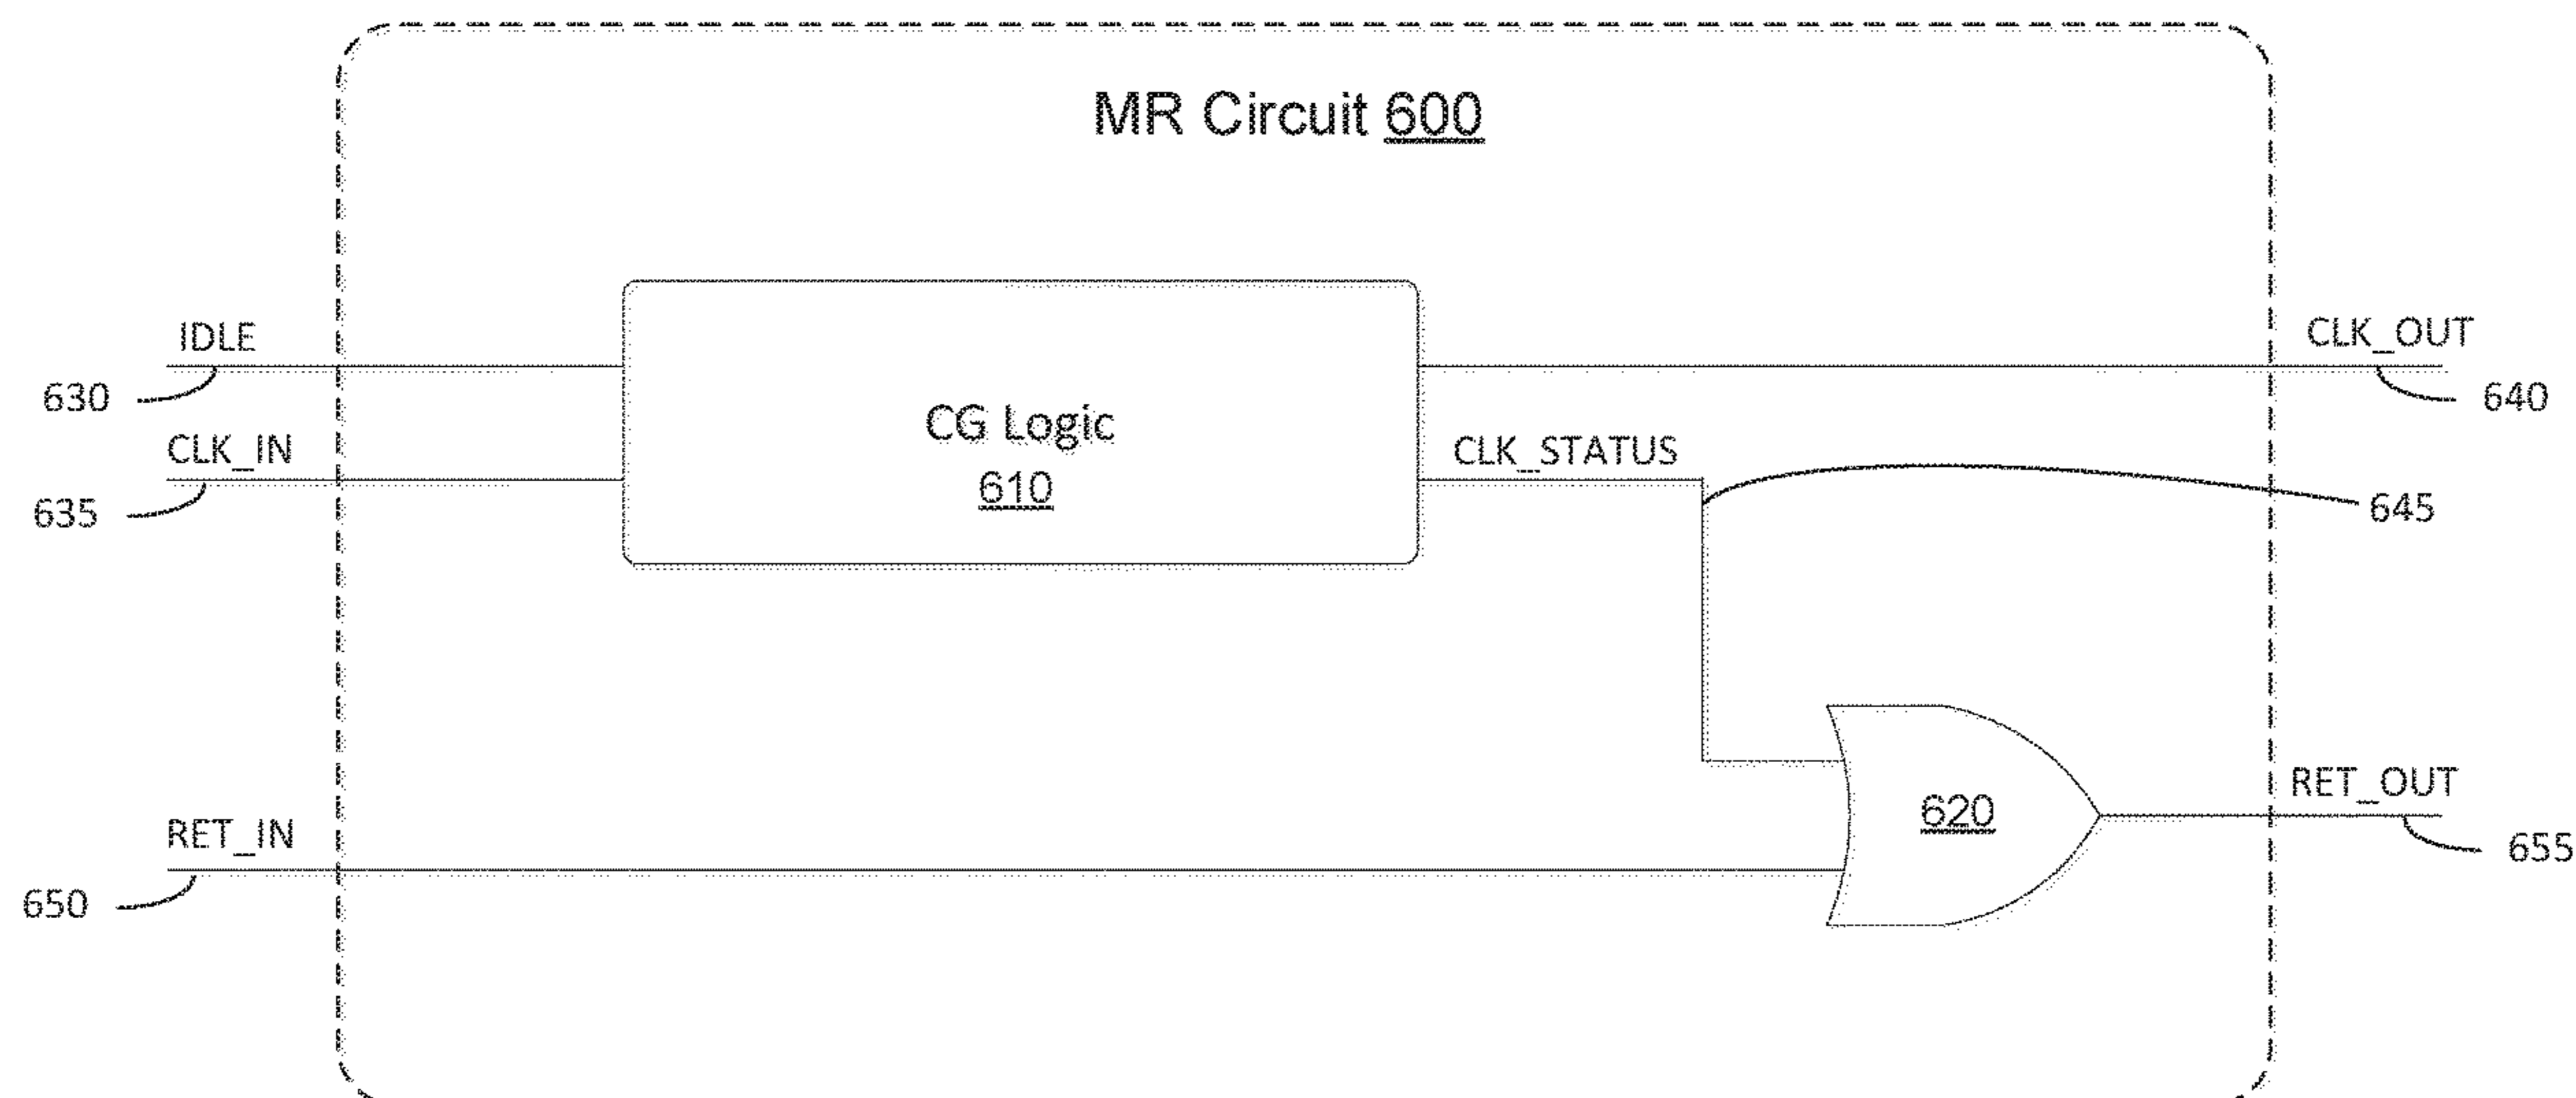 MR Circuit 600
IDLE
630
CLK_IN
635
CG Logic
610
CLK_OUT
640
CLK_STATUS
645
RET_IN
650
620
RET_OUT
655